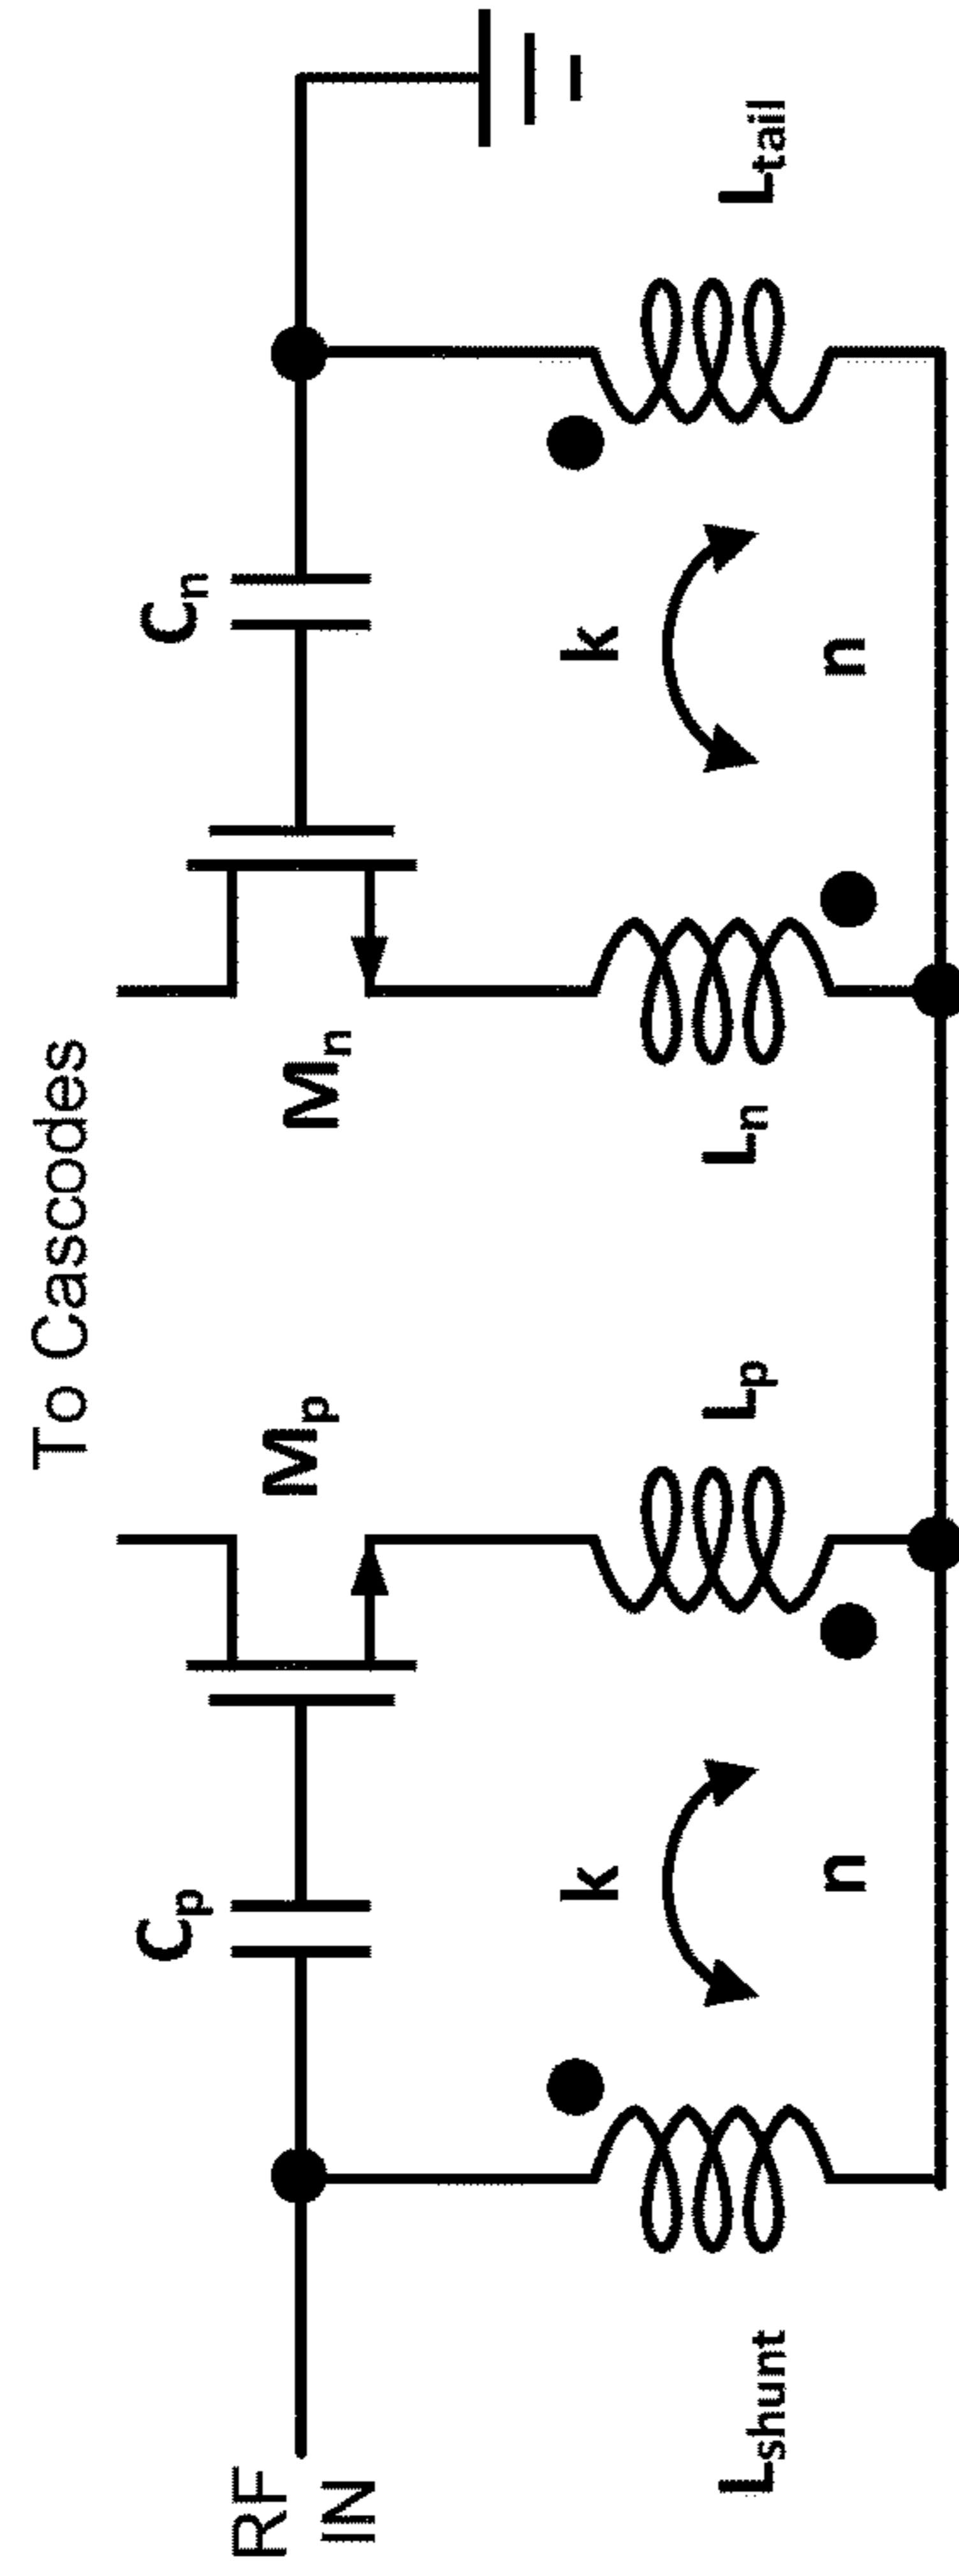 To Cascodes
RF
IN
Cp
Mp
Mn
Cn
Lshunt
k
n
Lp
Ln
k
n
Ltail